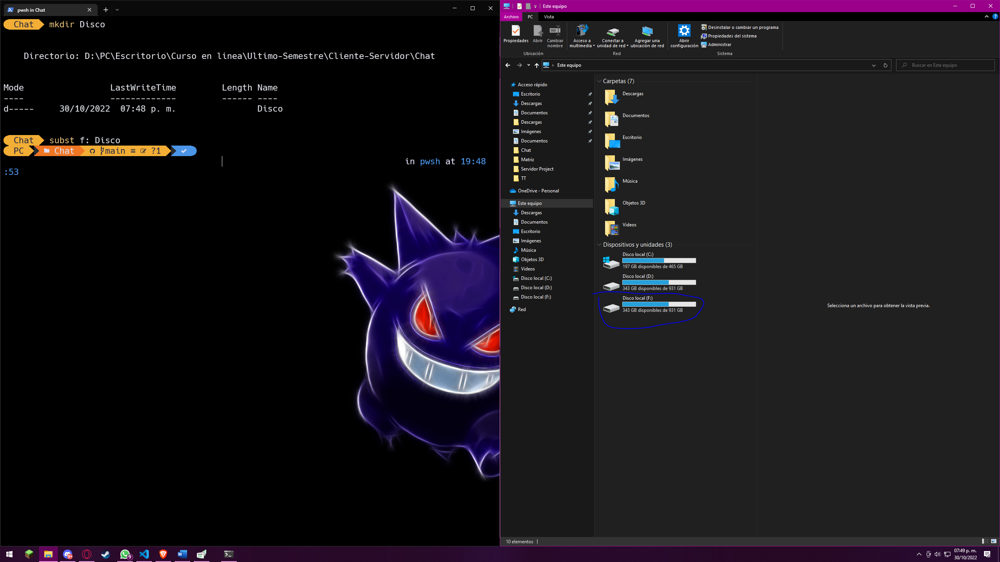 pwsh in Chat
Chat mkdir Disco
Directorio: D:\PC\Escritorio\Curso en linea\Ultimo-Semestre\Cliente-Servidor\Chat
Mode LastWriteTime Length Name
---- ------------- ------ ----
d----- 30/10/2022 07:48 p. m. Disco
Chat subst f: Disco
PC Chat main ≡ ?1
in pwsh at 19:48
:53
Este equipo
Archivo PC Vista
Propiedades
Abrir
Cambiar
nombre
Ubicación
Acceso a
multimedia
Conectar a
unidad de red
Agregar una
ubicación de red
Red
Abrir
configuración
Desinstalar o cambiar un programa
Propiedades del sistema
Administrar
Sistema
Este equipo
Buscar en Este equipo
Acceso rápido
Escritorio
Descargas
Documentos
Descargas
Imágenes
Documentos
Chat
Matriz
Servidor Project
TT
OneDrive - Personal
Este equipo
Descargas
Documentos
Escritorio
Imágenes
Música
Objetos 3D
Videos
Disco local (C:)
Disco local (D:)
Disco local (F:)
Red
Carpetas (7)
Descargas
Documentos
Escritorio
Imágenes
Música
Objetos 3D
Videos
Dispositivos y unidades (3)
Disco local (C:)
197 GB disponibles de 465 GB
Disco local (D:)
343 GB disponibles de 931 GB
Disco local (F:)
343 GB disponibles de 931 GB
Selecciona un archivo para obtener la vista previa.
10 elementos
9+
9
07:49 p. m.
30/10/2022